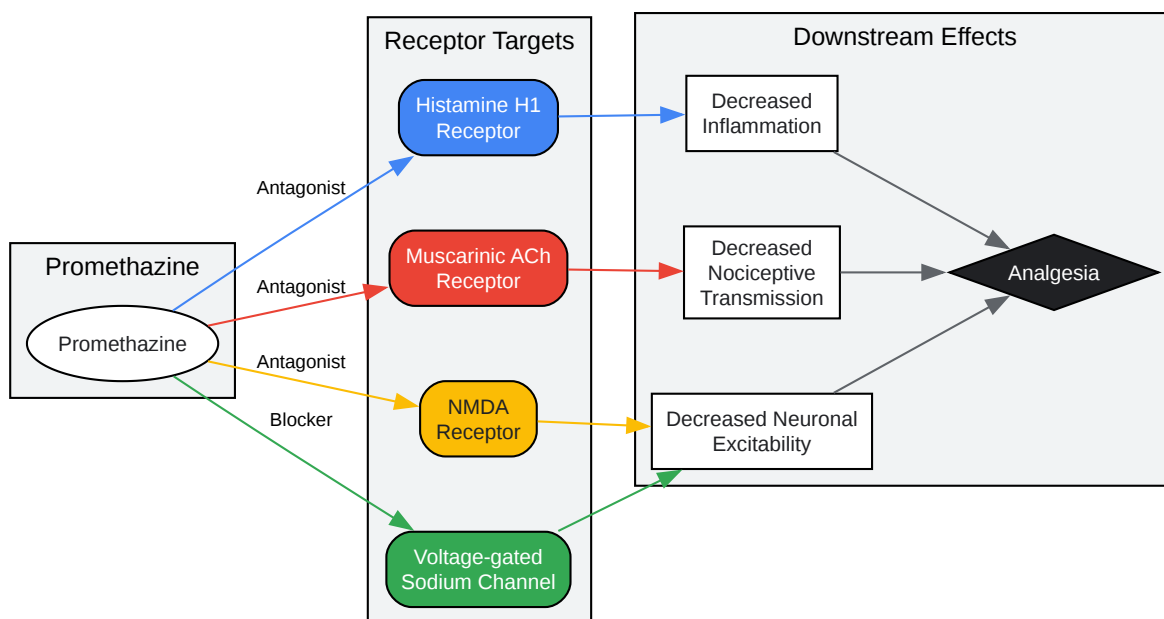 Promethazine
Promethazine
Antagonist
Antagonist
Antagonist
Blocker
Receptor Targets
Histamine H1
Receptor
Muscarinic ACh
Receptor
NMDA
Receptor
Voltage-gated
Sodium Channel
Downstream Effects
Decreased
Inflammation
Decreased
Nociceptive
Transmission
Decreased Neuronal
Excitability
Analgesia